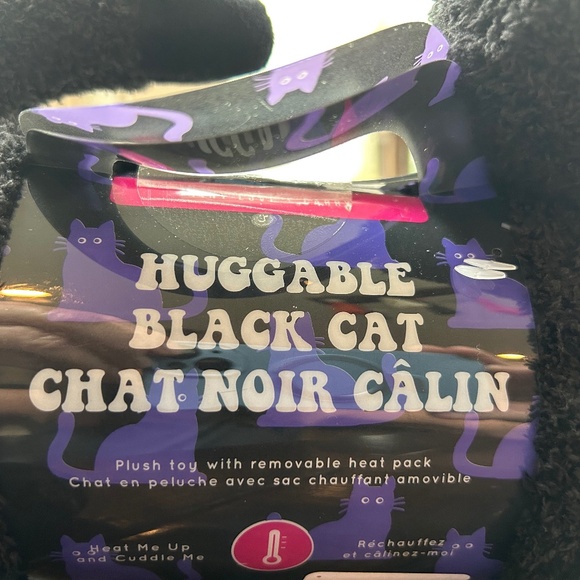 HUGGABLE
BLACK CAT
CHAT NOIR CÂLIN
Plush toy with removable heat pack
Chat en peluche avec sac chauffant amovible
Heat Me Up
and Cuddle Me
Réchauffez
et câlinez-moi